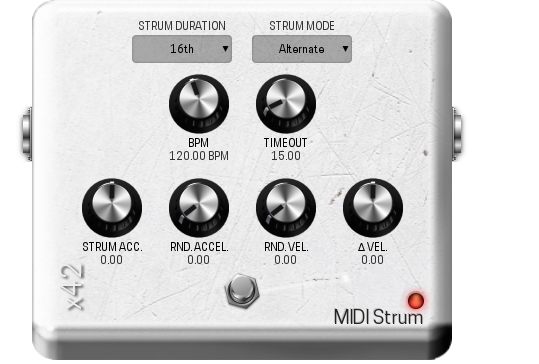 STRUM DURATION STRUM MODE
16th Alternate
BPM TIMEOUT
120.00 BPM 15.00
STRUM ACC. RND.ACCEL. RND.VEL. Δ VEL.
0.00 0.00 0.00 0.00
x42
MIDI Strum